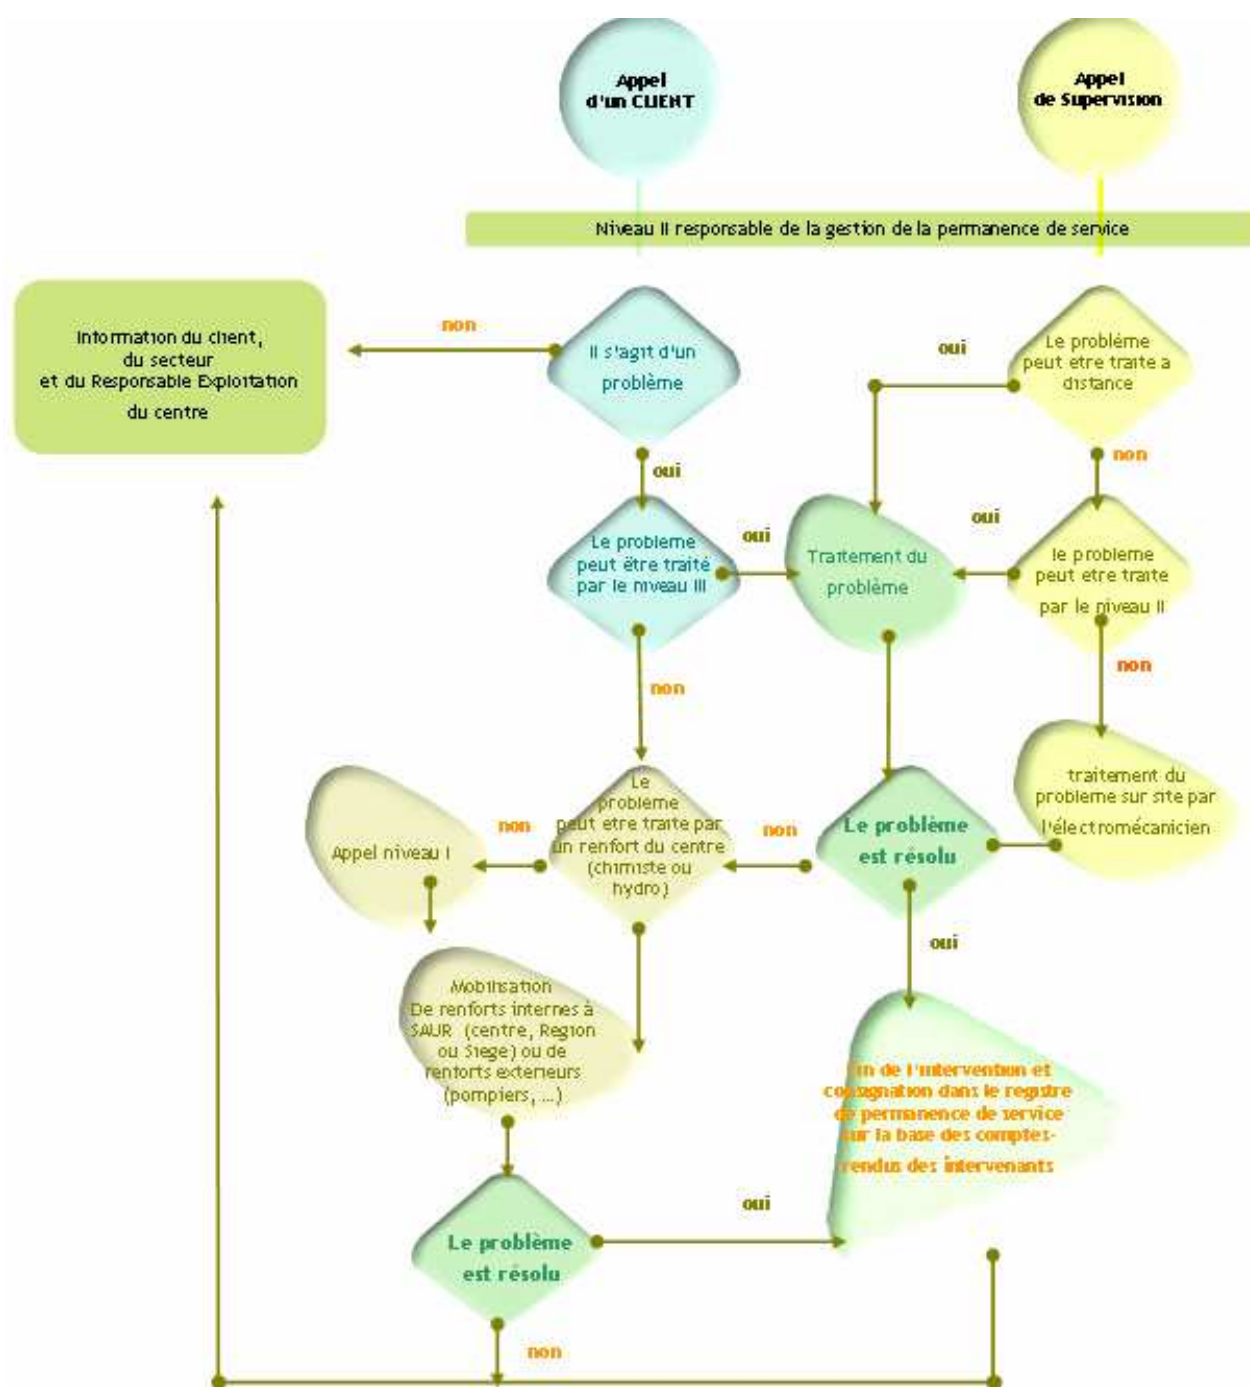 Appel
d'un CLIENT
Appel
de Supervision
Niveau II responsable de la gestion de la permanence de service
Information du client,
du secteur
et du Responsable Exploitation
du centre
non
Il s'agit d'un
problème
oui
Le problème
peut etre traite a
distance
oui
non
Le probleme
peut être traité
par le niveau III
oui
Traitement du
problème
oui
le probleme
peut etre traite
par le niveau II
non
non
Le
probleme
peut etre traite par
un renfort du centre
(chimiste ou
hydro)
non
Appel niveau I
non
Le problème
est résolu
traitement du
probleme sur site par
l'électromécanicien
oui
Mobilisation
De renforts internes à
SAUR (centre, Region
ou Siege) ou de
renforts exterieurs
(pompiers, ...)
Fin de l'intervention et
consignation dans le registre
de permanence de service
sur la base des comptes-
rendus des intervenants
oui
Le problème
est résolu
non